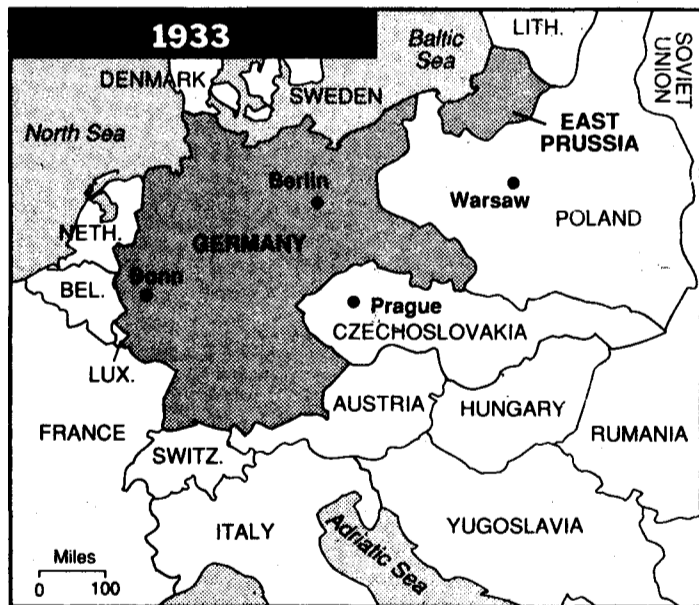 1933
Baltic
Sea
LITH.
SOVIET
UNION
DENMARK
SWEDEN
North Sea
EAST
PRUSSIA
Berlin
Warsaw
NETH.
GERMANY
POLAND
BEL.
Bonn
Prague
CZECHOSLOVAKIA
LUX.
AUSTRIA
HUNGARY
FRANCE
RUMANIA
SWITZ.
ITALY
Adriatic Sea
YUGOSLAVIA
Miles
0 100